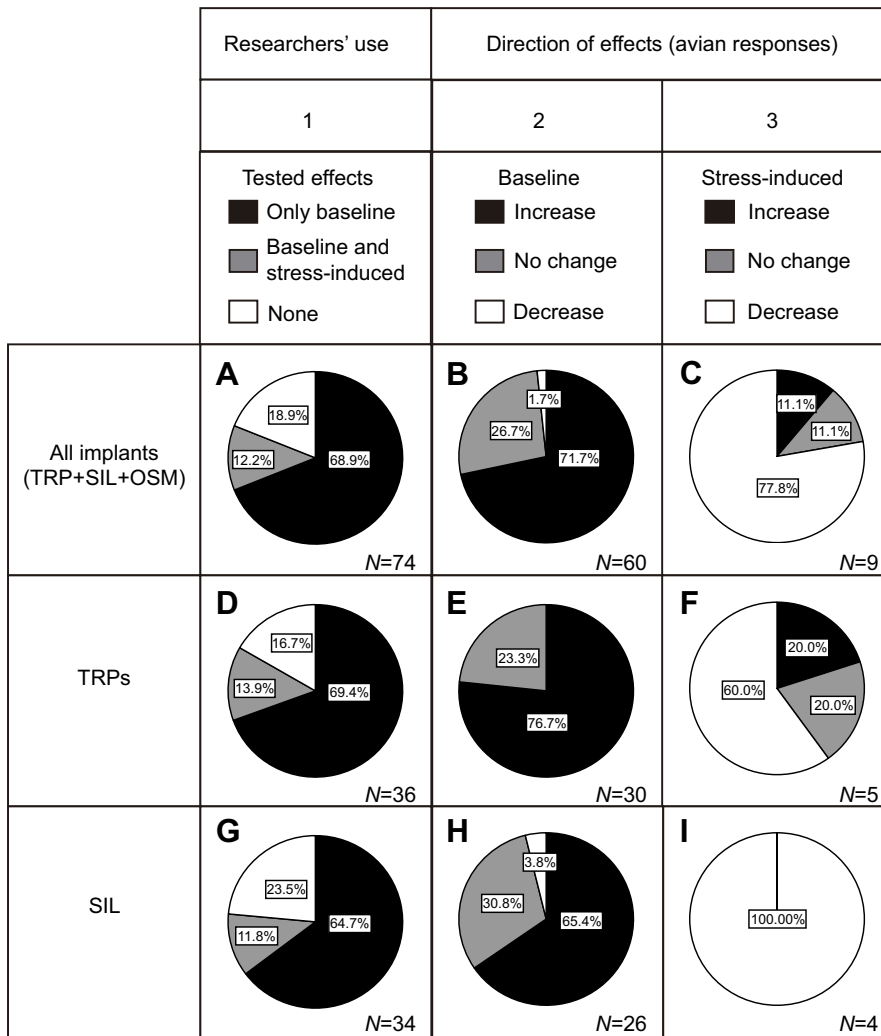 Researchers’ use
Direction of effects (avian responses)
1
2
3
Tested effects
Only baseline
Baseline and
stress-induced
None
Baseline
Increase
No change
Decrease
Stress-induced
Increase
No change
Decrease
All implants
(TRP+SIL+OSM)
A
18.9%
12.2%
68.9%
N=74
B
1.7%
26.7%
71.7%
N=60
C
11.1%
11.1%
77.8%
N=9
TRPs
D
16.7%
13.9%
69.4%
N=36
E
23.3%
76.7%
N=30
F
20.0%
60.0%
20.0%
N=5
SIL
G
23.5%
11.8%
64.7%
N=34
H
3.8%
30.8%
65.4%
N=26
I
100.00%
N=4